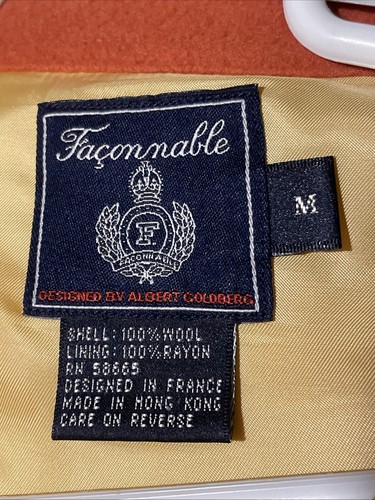 Façonnable
F
FAÇONNABLE
DESIGNED BY ALBERT GOLDBERG
M
SHELL: 100% WOOL
LINING: 100% RAYON
RN 58665
DESIGNED IN FRANCE
MADE IN HONG KONG
CARE ON REVERSE